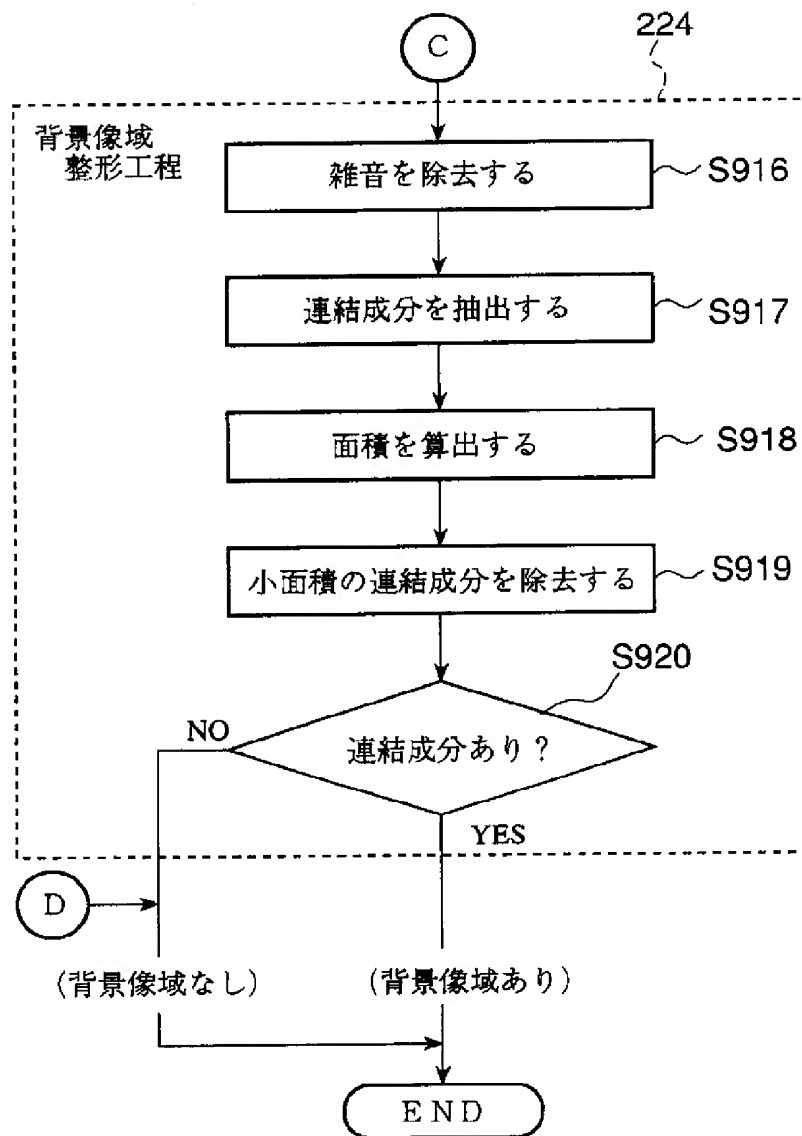 C
224
背景像域
整形工程
雑音を除去する
S916
連結成分を抽出する
S917
面積を算出する
S918
小面積の連結成分を除去する
S919
S920
NO
連結成分あり？
YES
D
(背景像域なし)
(背景像域あり)
END